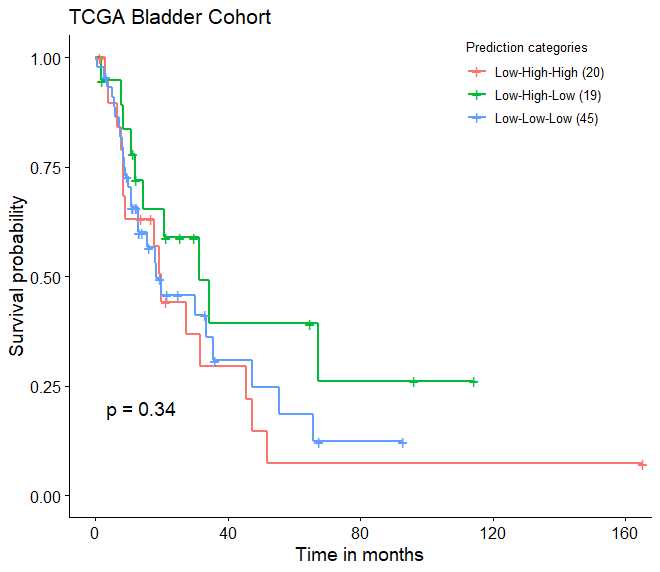 TCGA Bladder Cohort
Prediction categories
Low-High-High (20)
Low-High-Low (19)
Low-Low-Low (45)
1.00
0.75
0.50
0.25
0.00
Survival probability
p = 0.34
0 40 80 120 160
Time in months